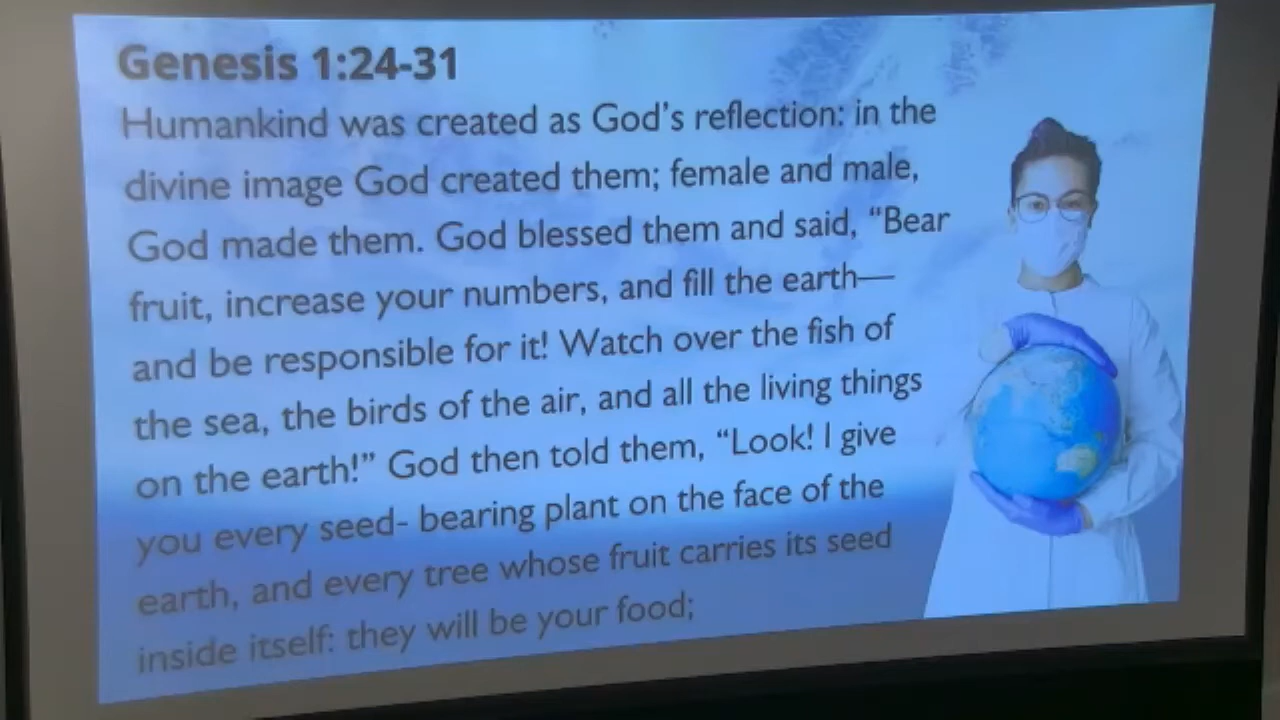 Genesis 1:24-31
Humankind was created as God's reflection: in the
divine image God created them; female and male,
God made them. God blessed them and said, “Bear
fruit, increase your numbers, and fill the earth—
and be responsible for it! Watch over the fish of
the sea, the birds of the air, and all the living things
on the earth!” God then told them, “Look! I give
you every seed- bearing plant on the face of the
earth, and every tree whose fruit carries its seed
inside itself: they will be your food;